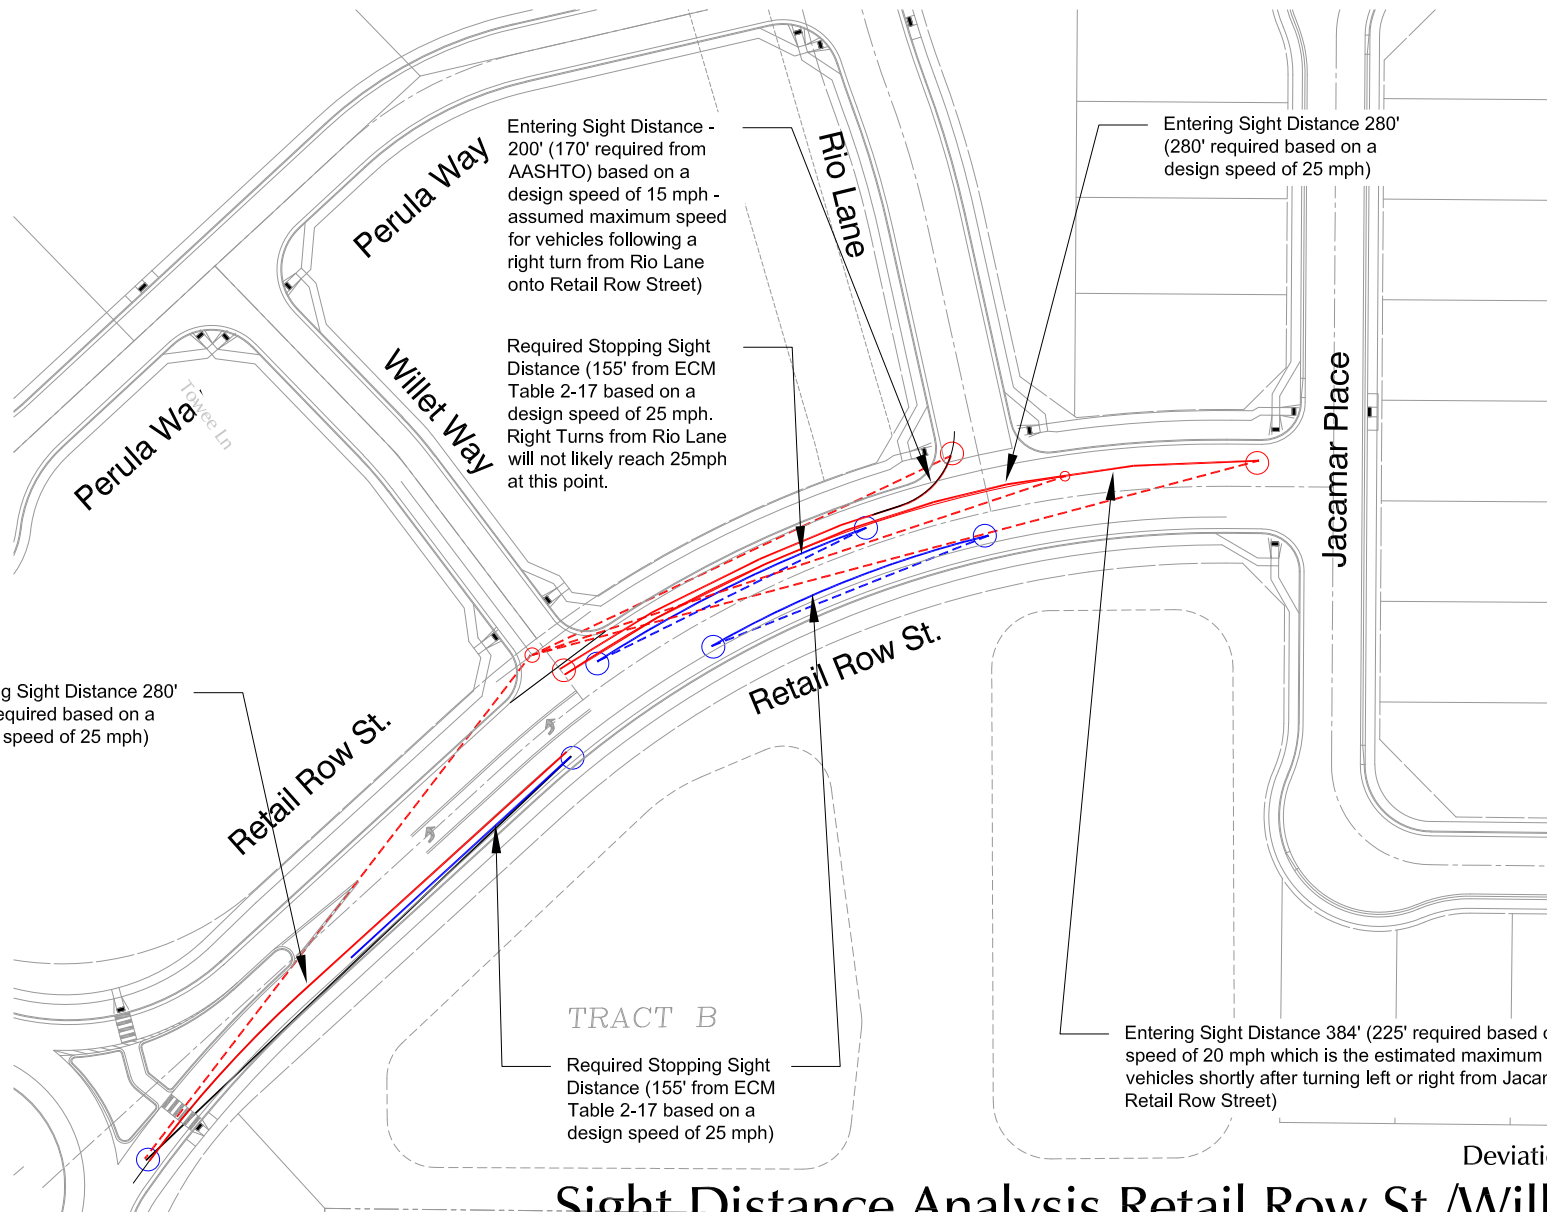 Entering Sight Distance -
200' (170' required from
AASHTO) based on a
design speed of 15 mph -
assumed maximum speed
for vehicles following a
right turn from Rio Lane
onto Retail Row Street)
Entering Sight Distance 280'
(280' required based on a
design speed of 25 mph)
Perula Way
Rio Lane
Required Stopping Sight
Distance (155' from ECM
Table 2-17 based on a
design speed of 25 mph.
Right Turns from Rio Lane
will not likely reach 25mph
at this point.
Willet Way
Towee Ln
Perula Wa
Jacamar Place
Retail Row St.
g Sight Distance 280'
equired based on a
speed of 25 mph)
Retail Row St.
TRACT B
Required Stopping Sight
Distance (155' from ECM
Table 2-17 based on a
design speed of 25 mph)
Entering Sight Distance 384' (225' required based
speed of 20 mph which is the estimated maximum
vehicles shortly after turning left or right from Jacar
Retail Row Street)
Deviati
Sight Distance Analysis Retail Row St./Will